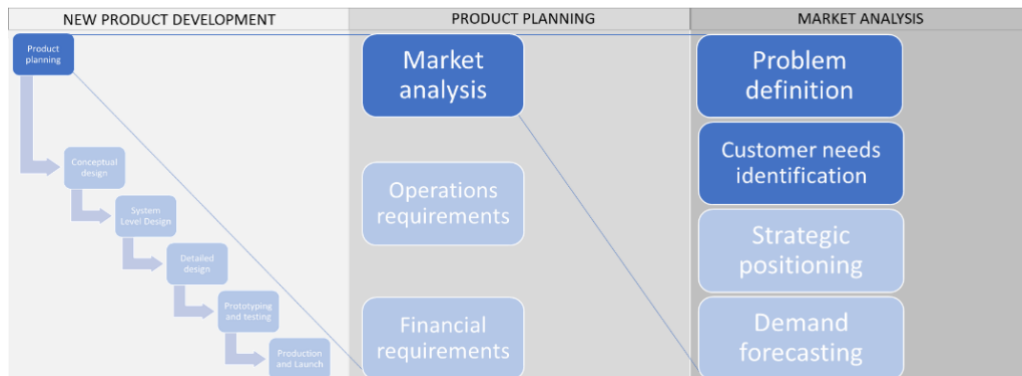 NEW PRODUCT DEVELOPMENT
PRODUCT PLANNING
MARKET ANALYSIS
Product
planning
Conceptual
design
System
Level Design
Detailed
design
Prototyping
and testing
Production
and Launch
Market
analysis
Operations
requirements
Financial
requirements
Problem
definition
Customer needs
identification
Strategic
positioning
Demand
forecasting